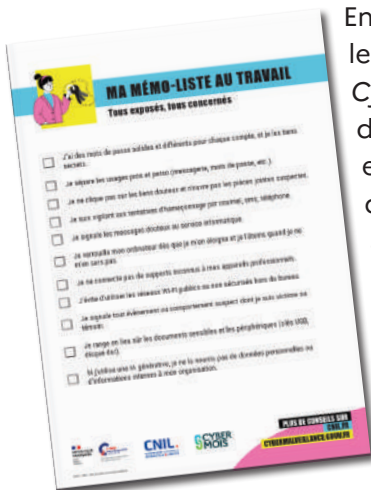 MA MÉMO-LISTE AU TRAVAIL
Tous exposés, tous concernés
J'ai des mots de passe solides et différents pour chaque compte, et je les tiens
secrets.
Je sépare les usages pros et perso (messagerie, mots de passe, etc.).
Je ne clique pas sur les liens douteux et n'ouvre pas les pièces jointes suspectes.
Je suis vigilant aux tentatives d'hameçonnage par courriel, sms, téléphone.
Je signale les messages douteux au service informatique.
Je verrouille mon ordinateur dès que je m'en éloigne et je l'éteins quand je ne
m'en sers pas.
Je ne connecte pas de supports inconnus à mes appareils professionnels.
J'évite d'utiliser les réseaux Wi-Fi publics ou non sécurisés hors du bureau.
Je signale tout événement ou comportement suspect dont je suis victime ou
témoin.
Je range en lieu sûr les documents sensibles et les périphériques (clés USB,
disque dur).
Si j'utilise une IA générative, je ne lui soumets pas de données personnelles ou
d'informations internes à mon organisation.
CNIL.
CYBER
MOIS
PLUS DE CONSEILS SUR
CNIL.FR
CYBERMALVEILLANCE.GOUV.FR
En
le